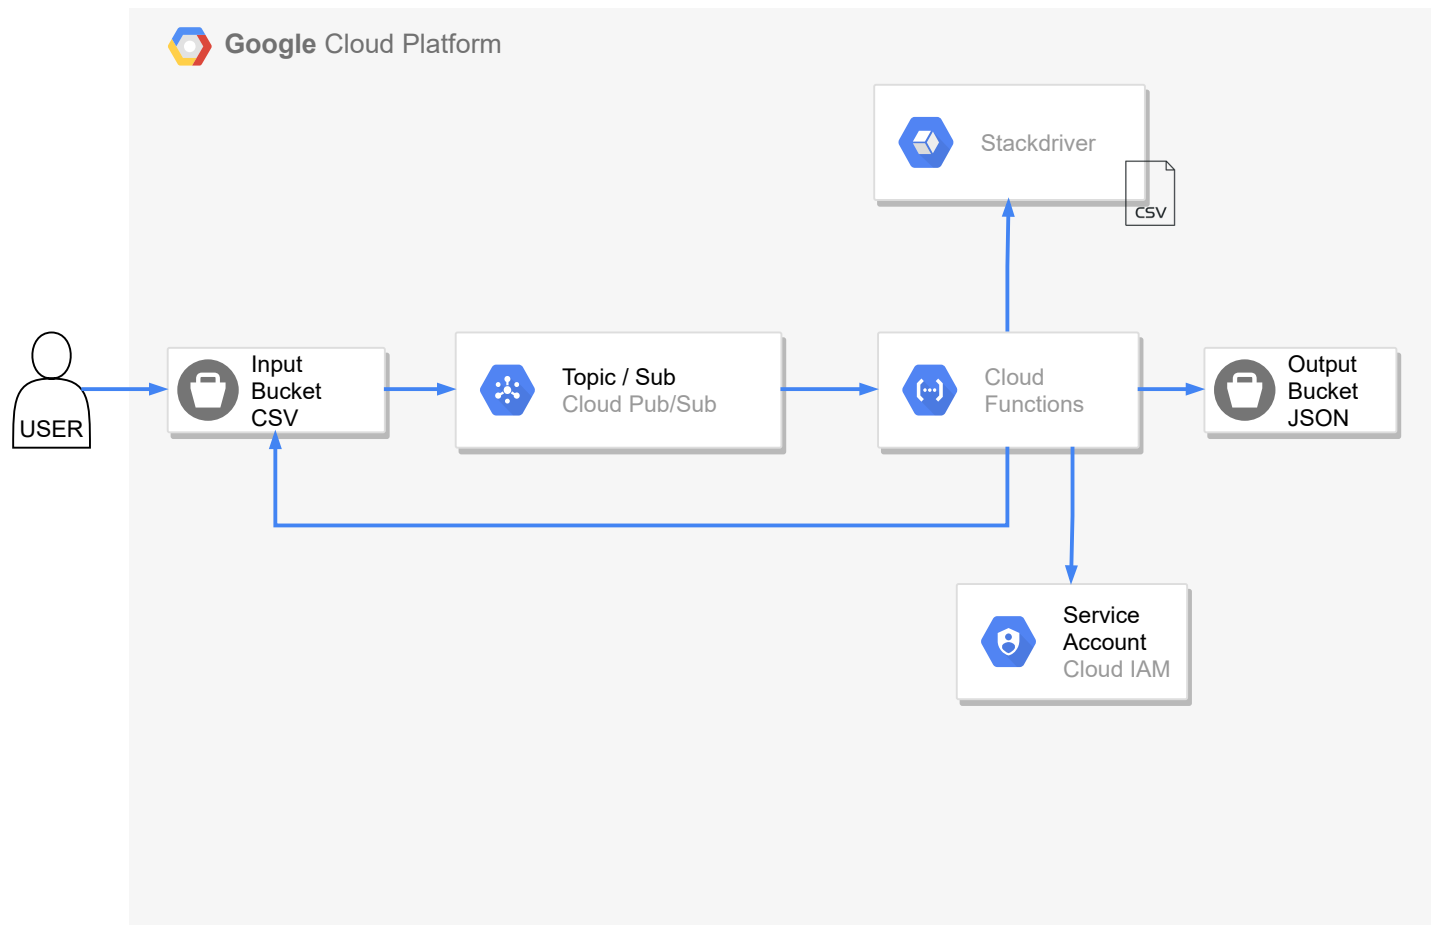 Google Cloud Platform
Stackdriver
CSV
USER
Input
Bucket
CSV
Topic / Sub
Cloud Pub/Sub
Cloud
Functions
Output
Bucket
JSON
Service
Account
Cloud IAM